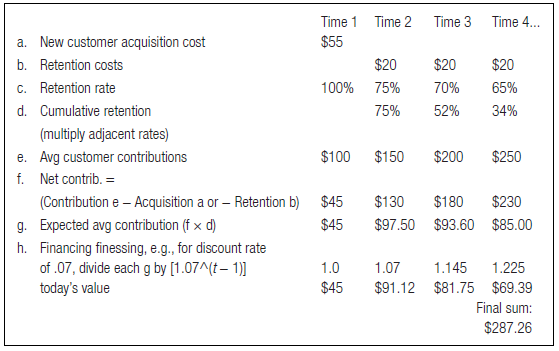 Time 1 Time 2 Time 3 Time 4...
a. New customer acquisition cost $55
b. Retention costs $20 $20 $20
c. Retention rate 100% 75% 70% 65%
d. Cumulative retention 75% 52% 34%
(multiply adjacent rates)
e. Avg customer contributions $100 $150 $200 $250
f. Net contrib. =
(Contribution e – Acquisition a or – Retention b) $45 $130 $180 $230
g. Expected avg contribution (f × d) $45 $97.50 $93.60 $85.00
h. Financing finessing, e.g., for discount rate
of .07, divide each g by [1.07^(t – 1)] 1.0 1.07 1.145 1.225
today's value $45 $91.12 $81.75 $69.39
Final sum:
$287.26